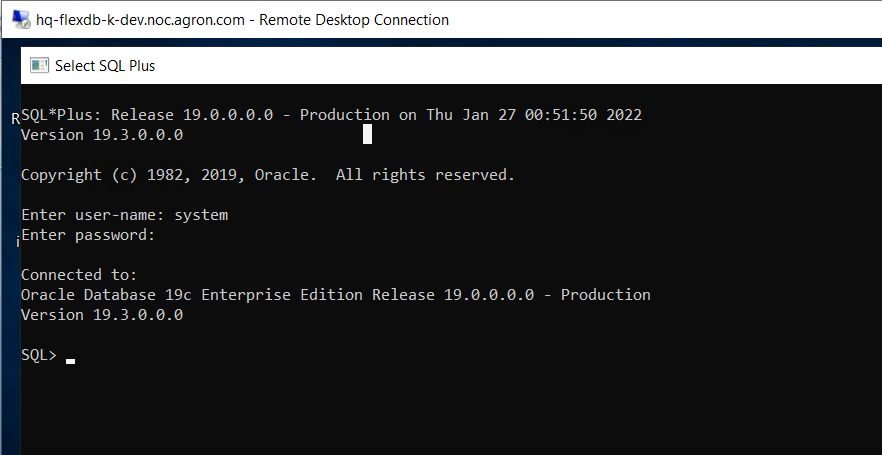 hq-flexdb-k-dev.noc.agron.com - Remote Desktop Connection
Select SQL Plus
R
SQL*Plus: Release 19.0.0.0.0 - Production on Thu Jan 27 00:51:50 2022
Version 19.3.0.0.0
Copyright (c) 1982, 2019, Oracle.  All rights reserved.
Enter user-name: system
i
Enter password:
Connected to:
Oracle Database 19c Enterprise Edition Release 19.0.0.0.0 - Production
Version 19.3.0.0.0
SQL>